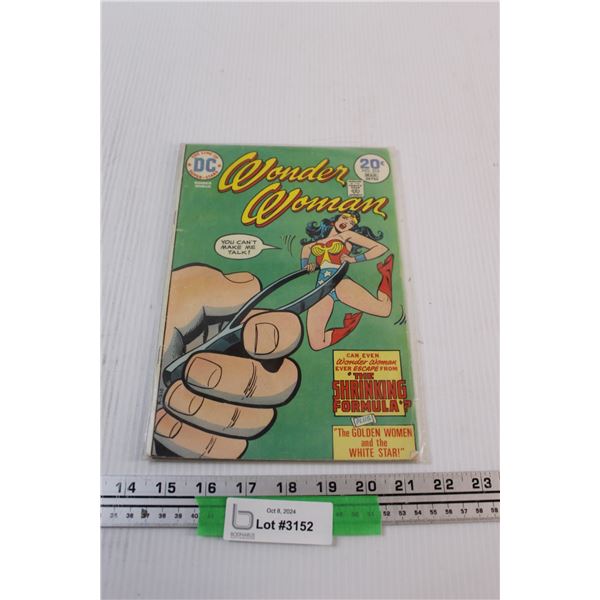 DC
Wonder
Woman
20¢
MAR.
YOU CAN'T
MAKE ME
TALK!
CAN EVEN
Wonder Woman
EVER ESCAPE FROM
"THE
SHRINKING
FORMULA"?
PLUS
"The GOLDEN WOMEN
and the
WHITE STAR!"
14 15 16 17 18 19 20 21 22 23
Oct 8, 2024
Lot #3152